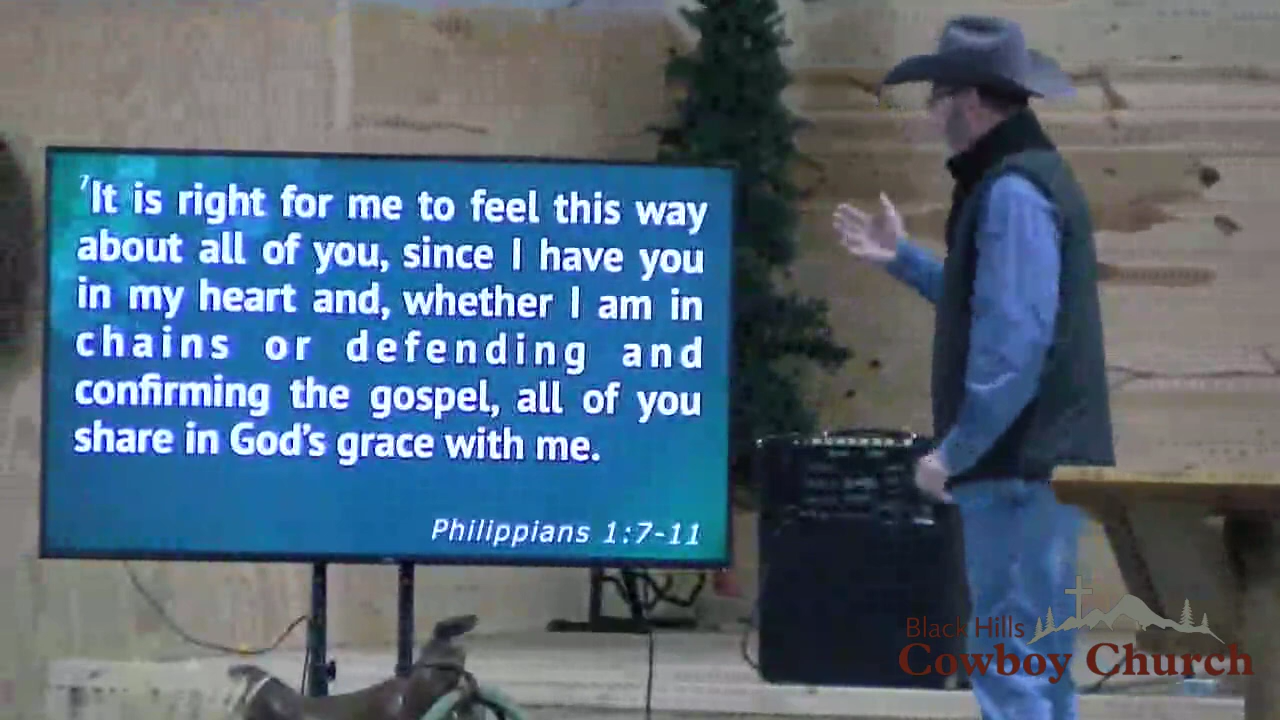 ⁷It is right for me to feel this way
about all of you, since I have you
in my heart and, whether I am in
chains or defending and
confirming the gospel, all of you
share in God's grace with me.
Philippians 1:7-11
Black Hills
Cowboy Church